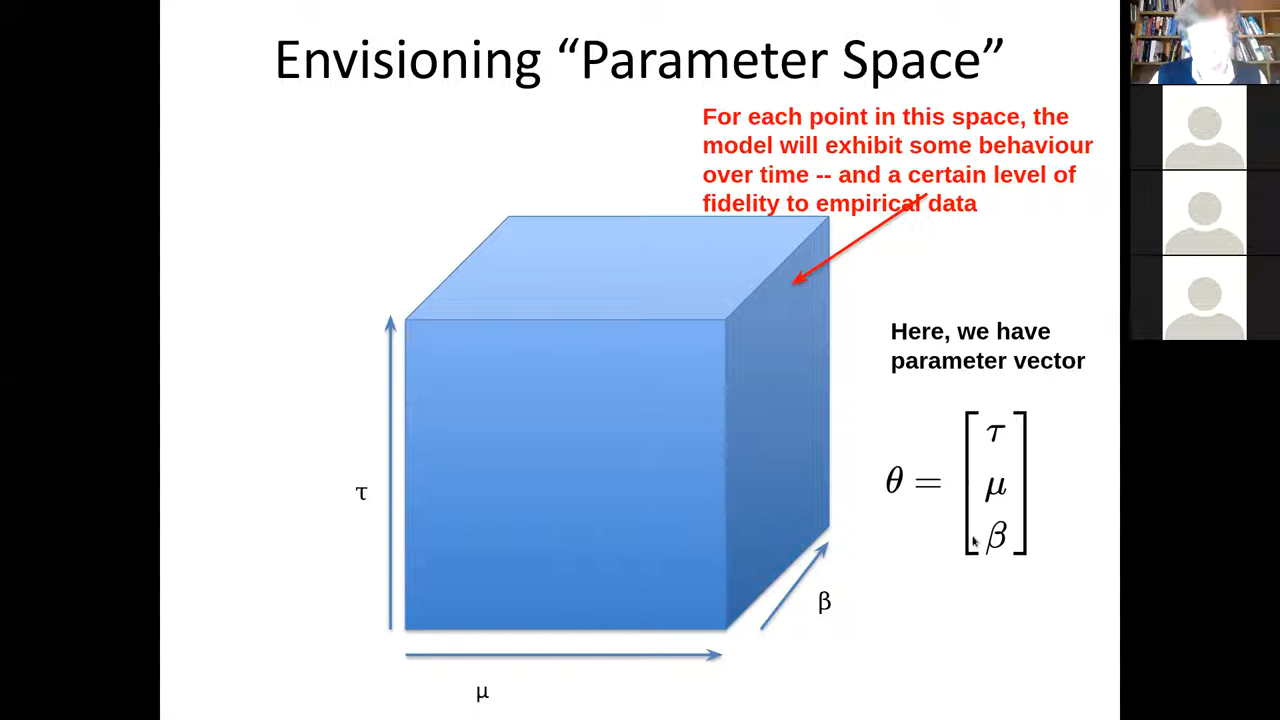 Envisioning “Parameter Space”
For each point in this space, the
model will exhibit some behaviour
over time -- and a certain level of
fidelity to empirical data
Here, we have
parameter vector
θ = [ τ
μ
β ]
τ
β
μ